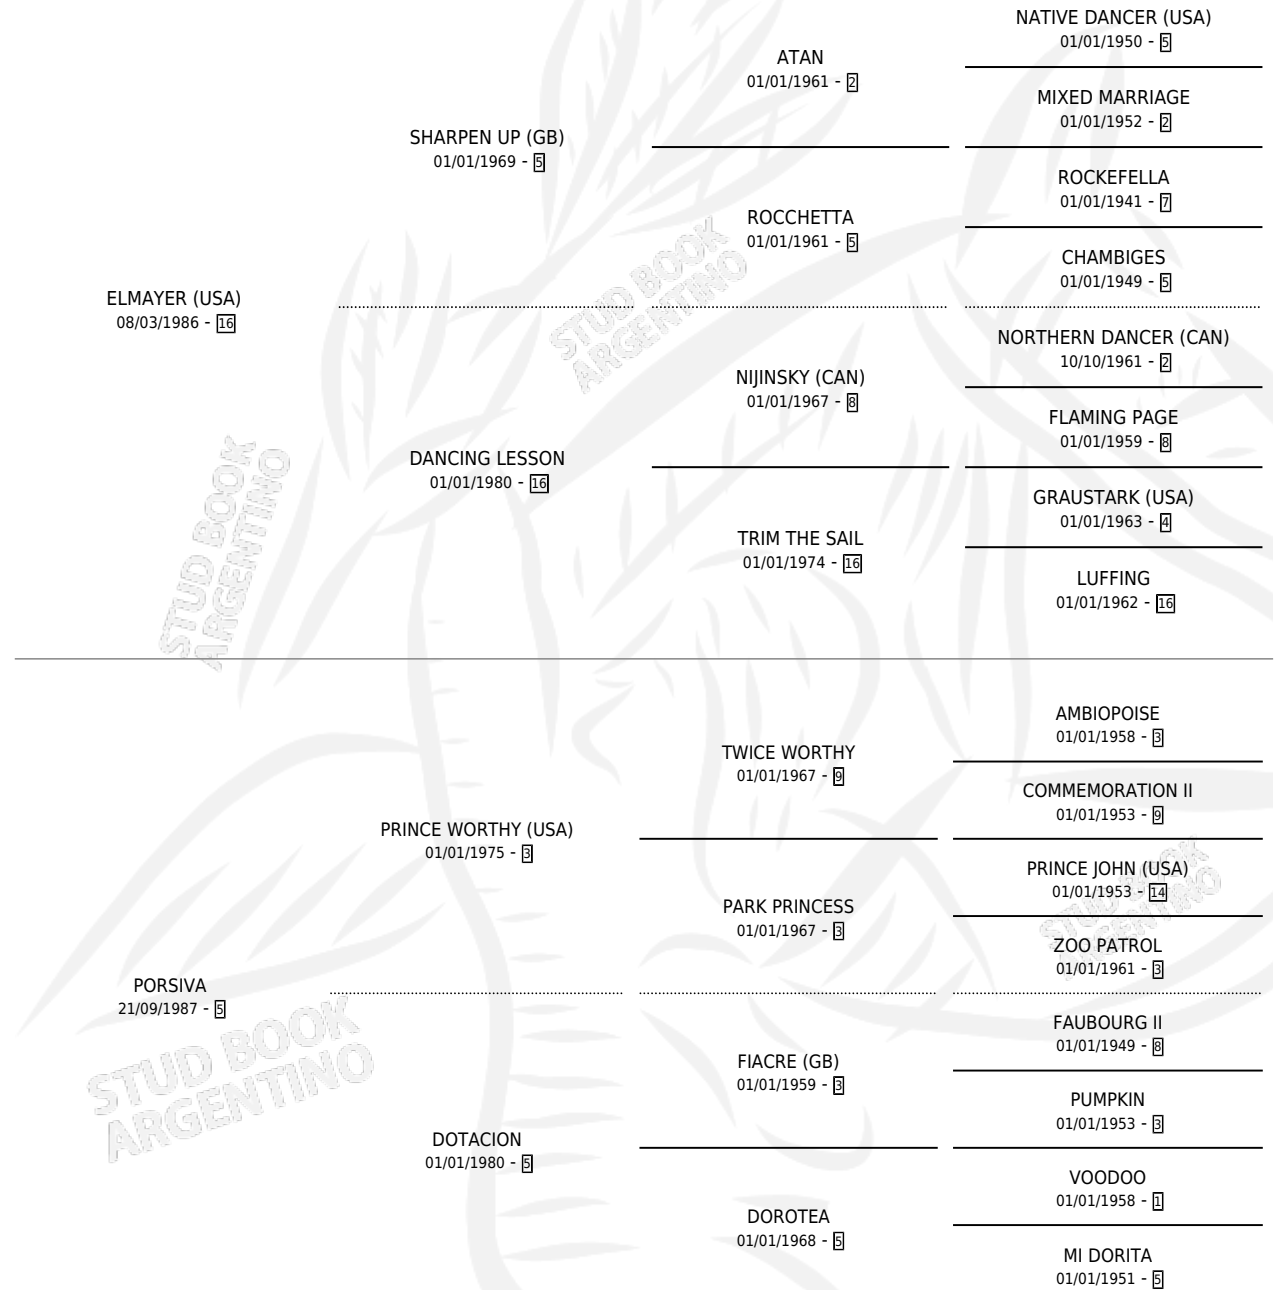 NATIVE DANCER (USA)
01/01/1950 - 5
ATAN
01/01/1961 - 2
MIXED MARRIAGE
01/01/1952 - 2
SHARPEN UP (GB)
01/01/1969 - 5
ROCKEFELLA
01/01/1941 - 7
ROCCHETTA
01/01/1961 - 5
CHAMBIGES
01/01/1949 - 5
ELMAYER (USA)
08/03/1986 - 16
NORTHERN DANCER (CAN)
10/10/1961 - 2
NIJINSKY (CAN)
01/01/1967 - 8
FLAMING PAGE
01/01/1959 - 8
DANCING LESSON
01/01/1980 - 16
GRAUSTARK (USA)
01/01/1963 - 4
TRIM THE SAIL
01/01/1974 - 16
LUFFING
01/01/1962 - 16
AMBIOPOISE
01/01/1958 - 3
TWICE WORTHY
01/01/1967 - 9
COMMEMORATION II
01/01/1953 - 9
PRINCE WORTHY (USA)
01/01/1975 - 3
PRINCE JOHN (USA)
01/01/1953 - 14
PARK PRINCESS
01/01/1967 - 3
ZOO PATROL
01/01/1961 - 3
PORSIVA
21/09/1987 - 5
FAUBOURG II
01/01/1949 - 8
FIACRE (GB)
01/01/1959 - 3
PUMPKIN
01/01/1953 - 3
DOTACION
01/01/1980 - 5
VOODOO
01/01/1958 - 1
DOROTEA
01/01/1968 - 5
MI DORITA
01/01/1951 - 5
STUD BOOK
ARGENTINO
STUD BOOK
ARGENTINO
STUD BOOK
ARGENTINO
STUD BOOK
ARGENTINO